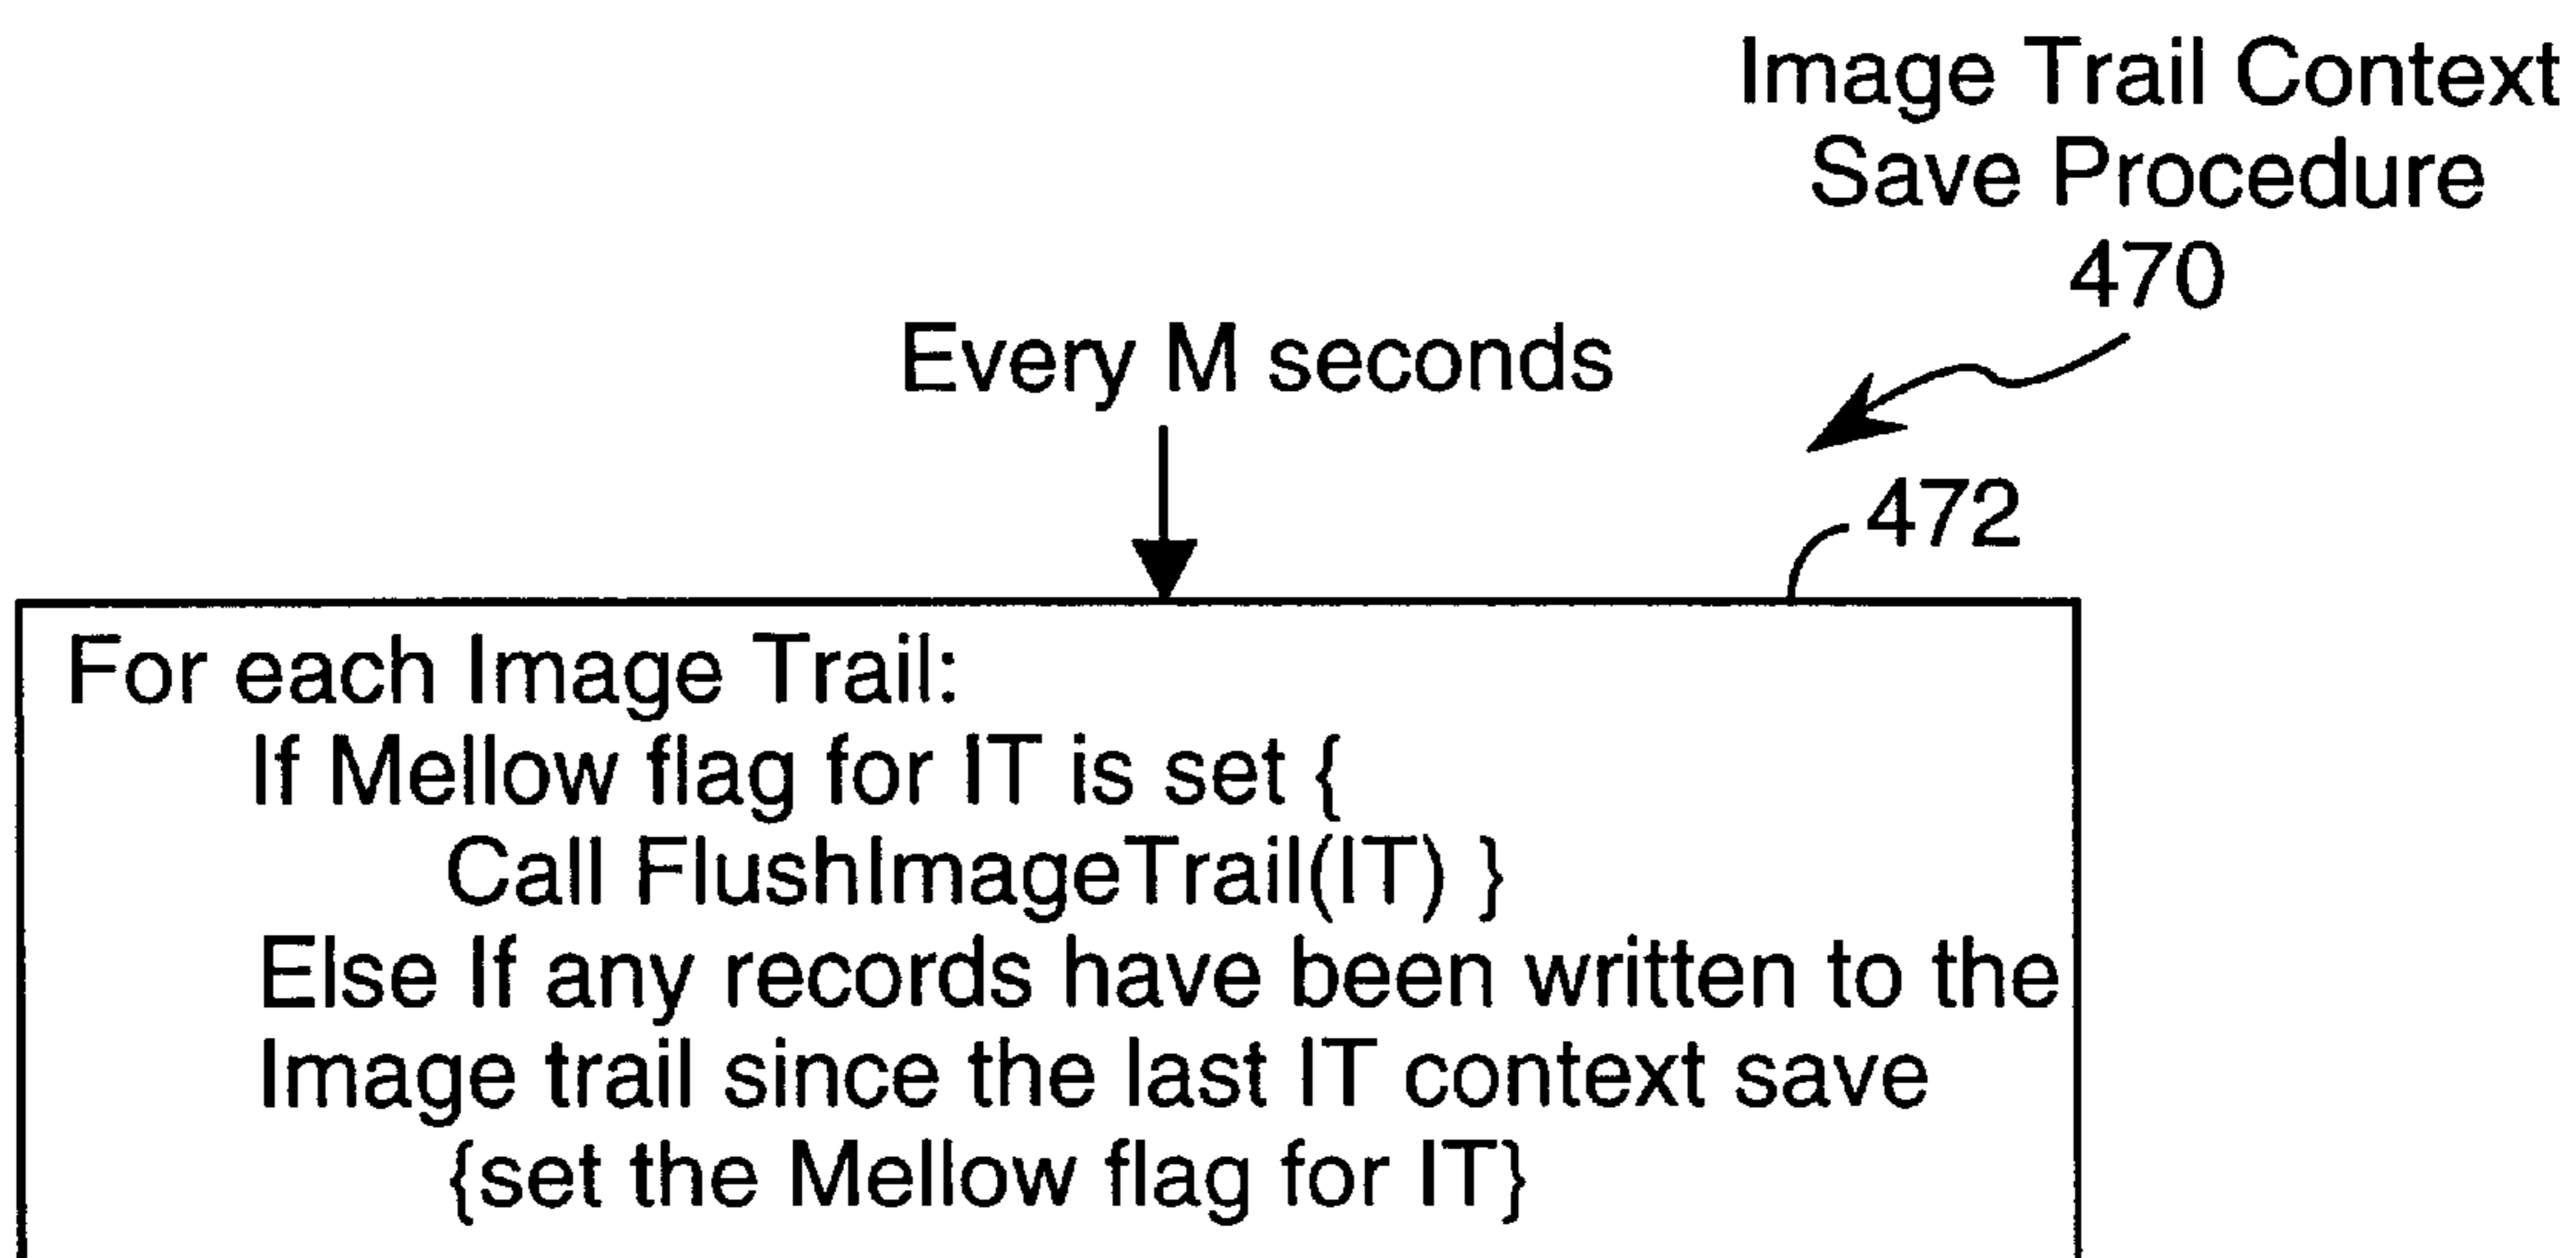 Image Trail Context
Save Procedure
470
Every M seconds
472
For each Image Trail:
If Mellow flag for IT is set {
Call FlushImageTrail(IT) }
Else If any records have been written to the
Image trail since the last IT context save
{set the Mellow flag for IT}